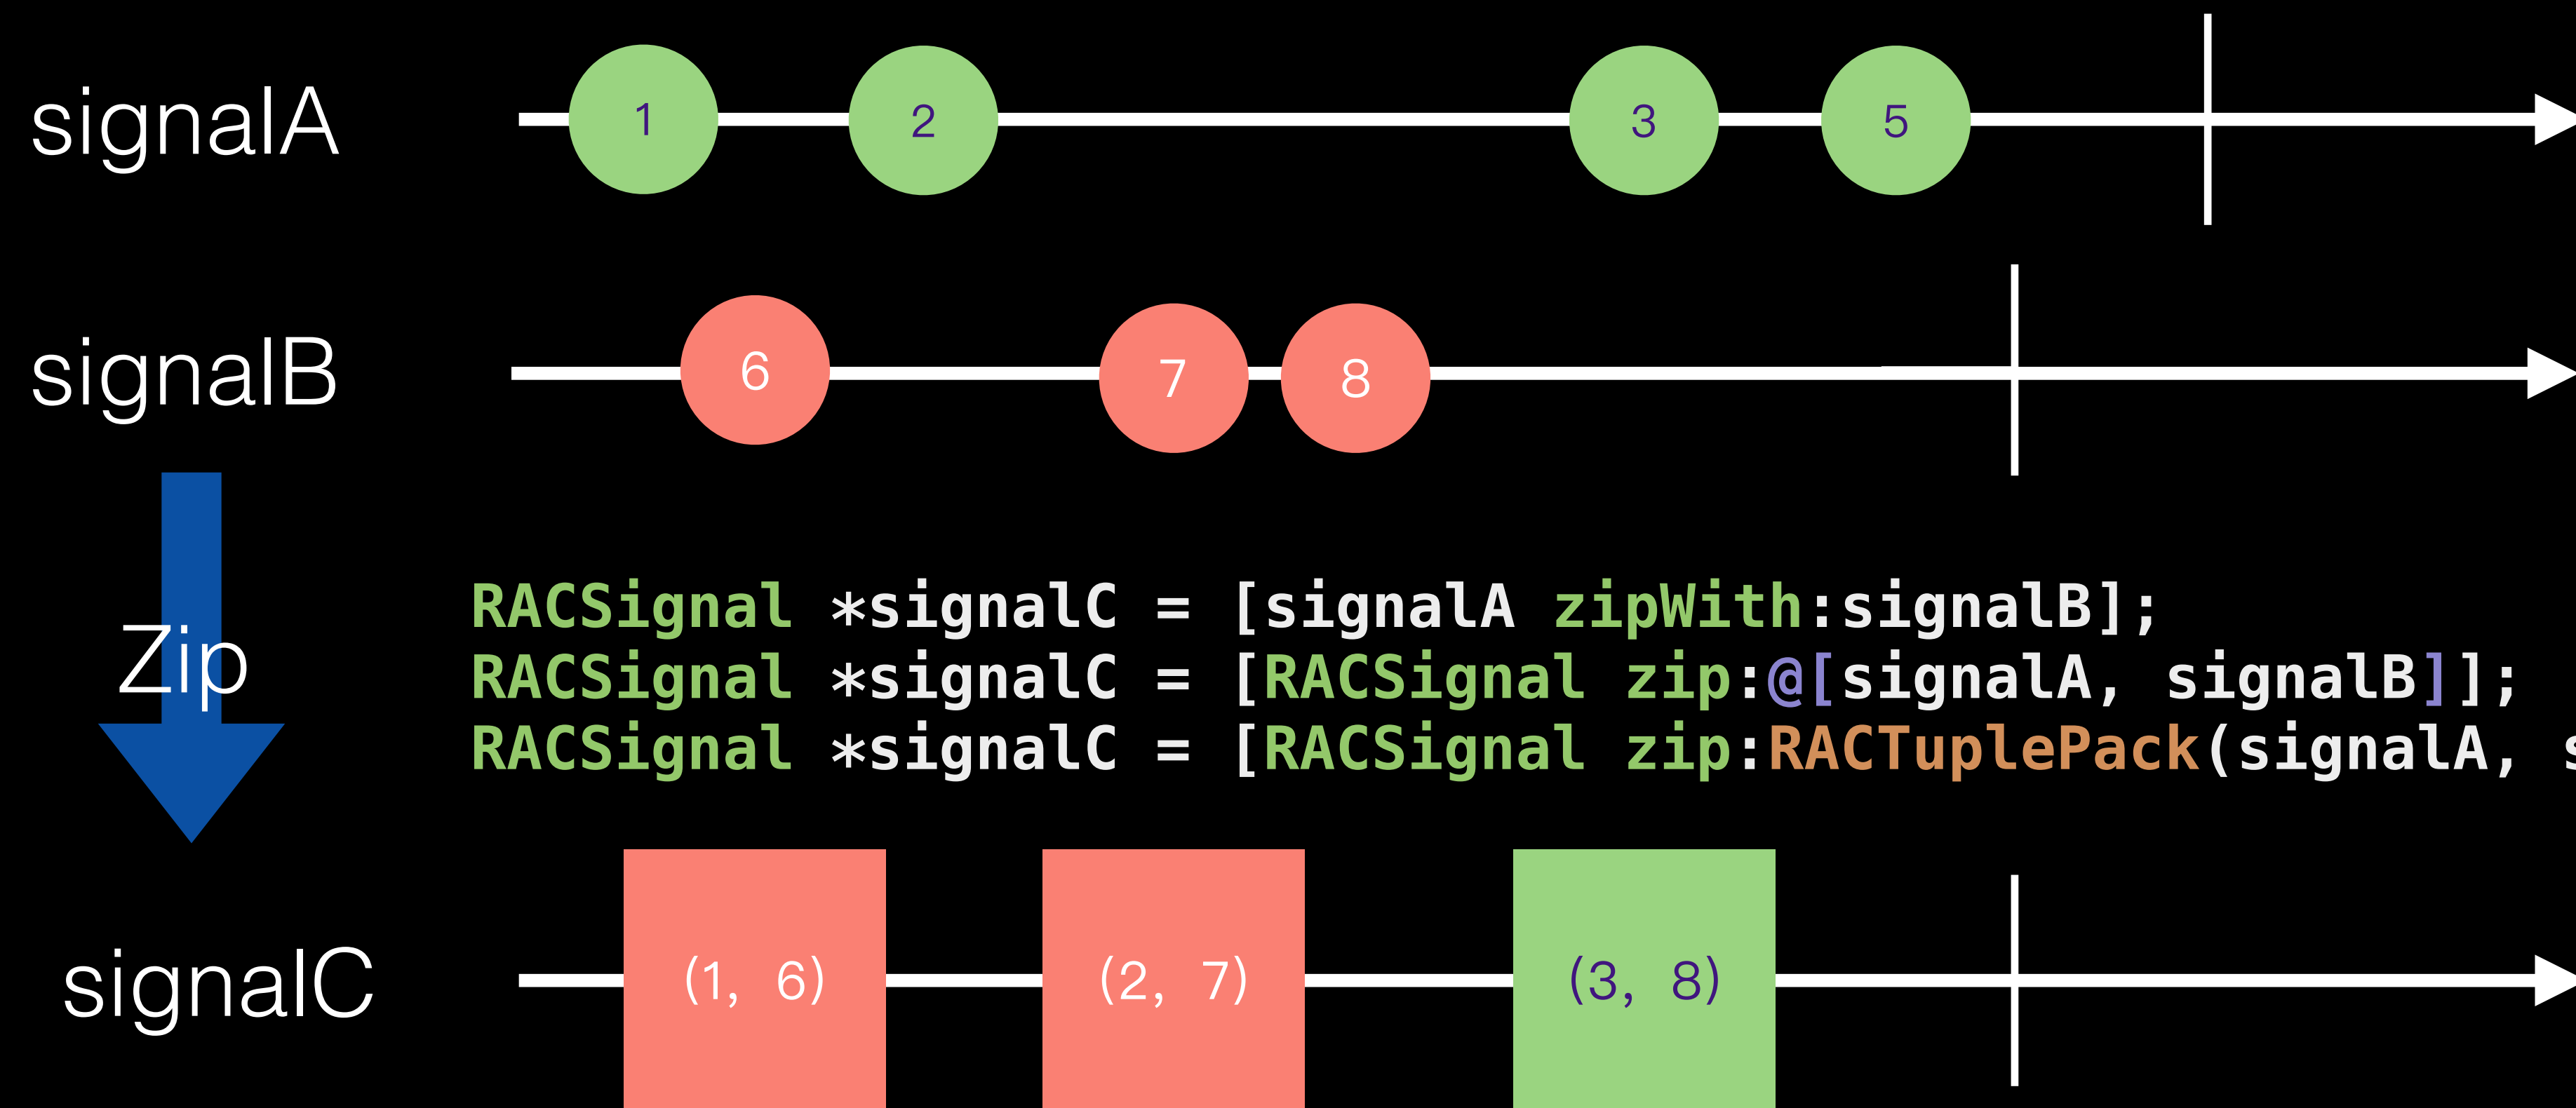 signalA
1
2
3
5
signalB
6
7
8
Zip
RACSignal *signalC = [signalA zipWith:signalB];
RACSignal *signalC = [RACSignal zip:@[signalA, signalB]];
RACSignal *signalC = [RACSignal zip:RACTuplePack(signalA,
signalC
(1, 6)
(2, 7)
(3, 8)